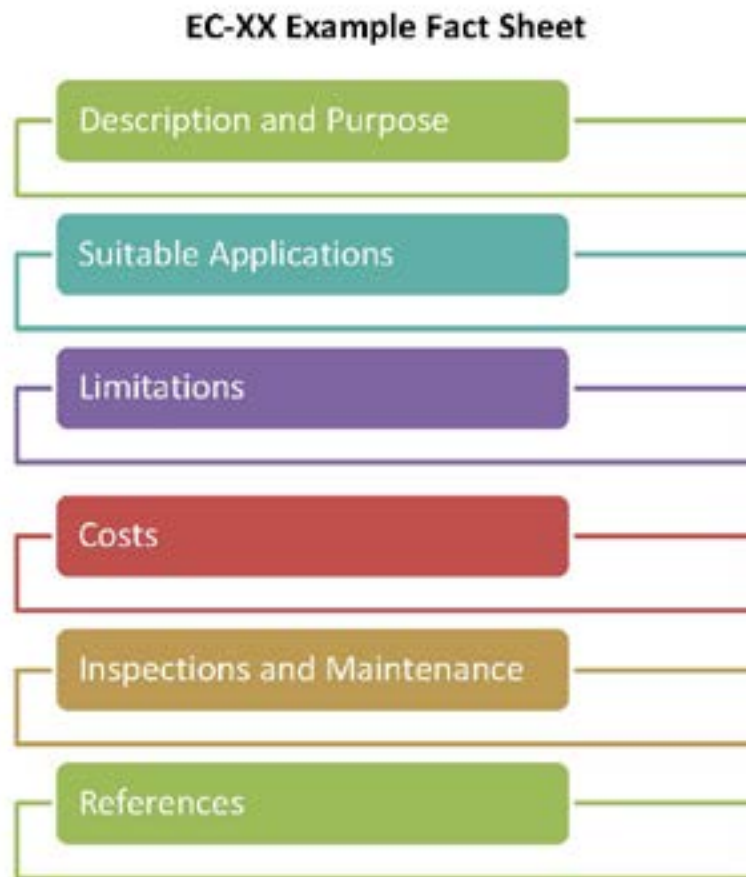 EC-XX Example Fact Sheet
Description and Purpose
Suitable Applications
Limitations
Costs
Inspections and Maintenance
References